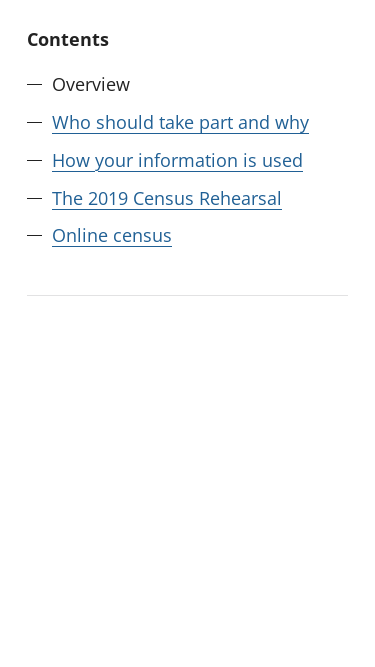 Contents
— Overview
— Who should take part and why
— How your information is used
— The 2019 Census Rehearsal
— Online census